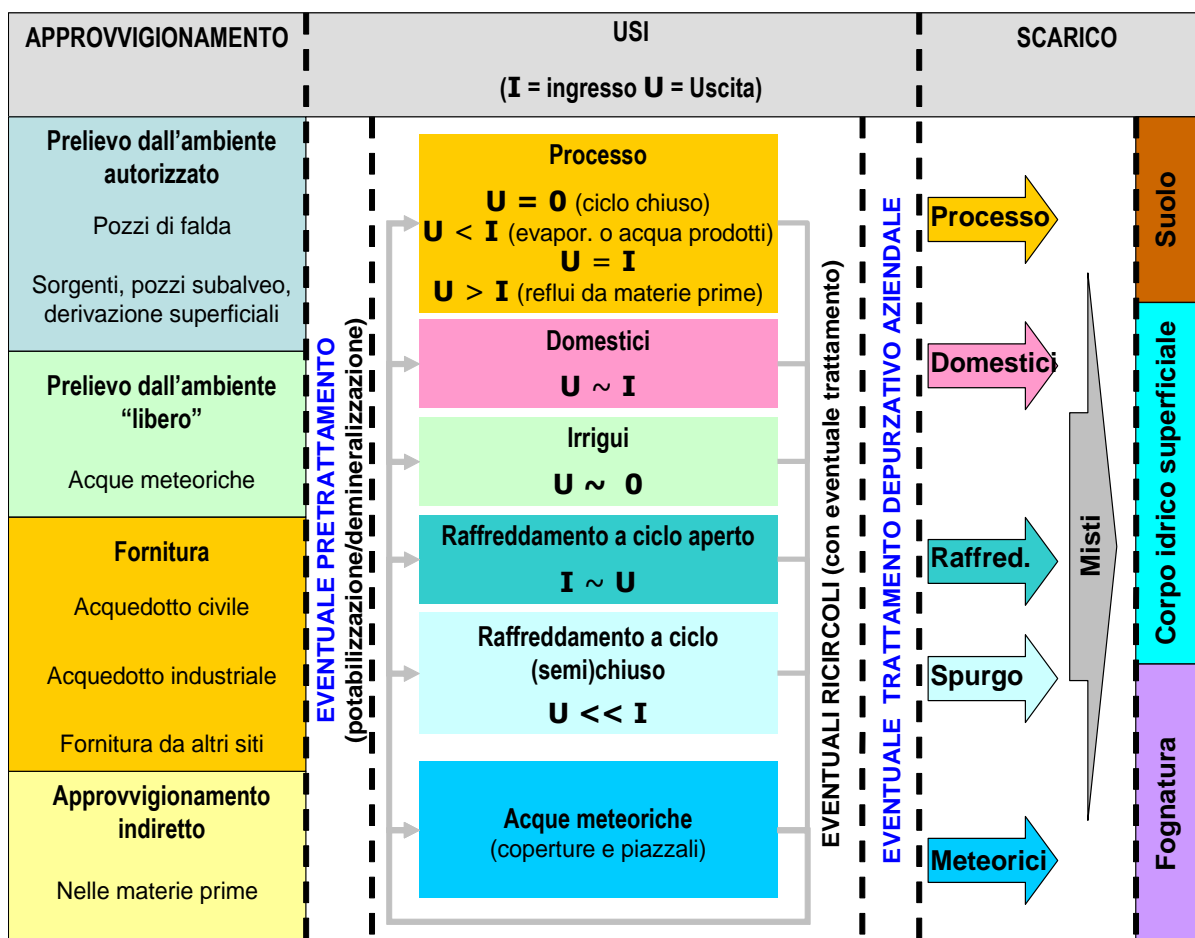 APPROVVIGIONAMENTO
USI
(I = ingresso U = Uscita)
SCARICO
Prelievo dall'ambiente
autorizzato
Pozzi di falda
Sorgenti, pozzi subalveo,
derivazione superficiali
Prelievo dall'ambiente
“libero”
Acque meteoriche
Fornitura
Acquedotto civile
Acquedotto industriale
Fornitura da altri siti
Approvvigionamento
indiretto
Nelle materie prime
EVENTUALE PRETRATTAMENTO
(potabilizzazione/demineralizzazione)
Processo
U = 0 (ciclo chiuso)
U < I (evapor. o acqua prodotti)
U = I
U > I (reflui da materie prime)
Domestici
U ~ I
Irrigui
U ~ 0
Raffreddamento a ciclo aperto
I ~ U
Raffreddamento a ciclo
(semi)chiuso
U << I
Acque meteoriche
(coperture e piazzali)
EVENTUALI RICIRCOLI (con eventuale trattamento)
EVENTUALE TRATTAMENTO DEPURZATIVO AZIENDALE
Processo
Domestici
Raffred.
Spurgo
Meteorici
Misti
Suolo
Corpo idrico superficiale
Fognatura